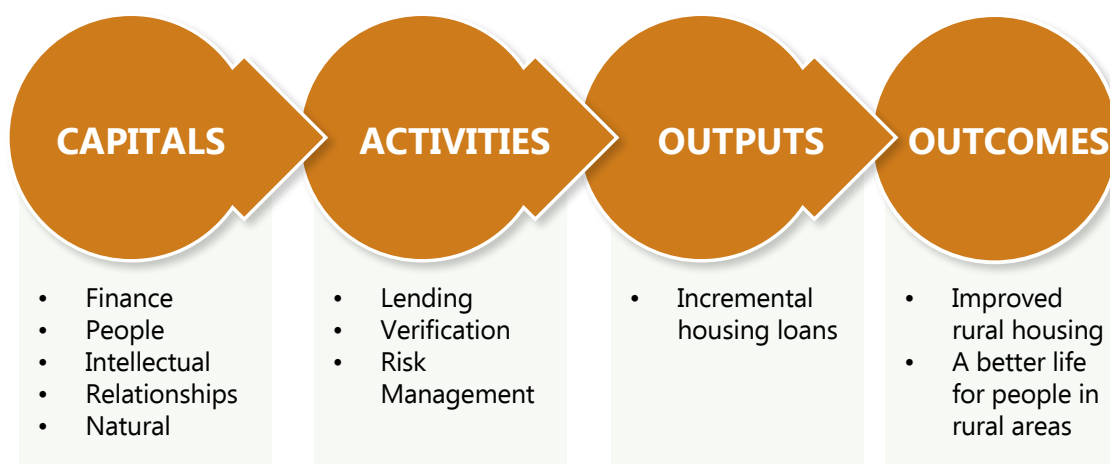 CAPITALS
ACTIVITIES
OUTPUTS
OUTCOMES
• Finance
• People
• Intellectual
• Relationships
• Natural
• Lending
• Verification
• Risk
Management
• Incremental
housing loans
• Improved
rural housing
• A better life
for people in
rural areas